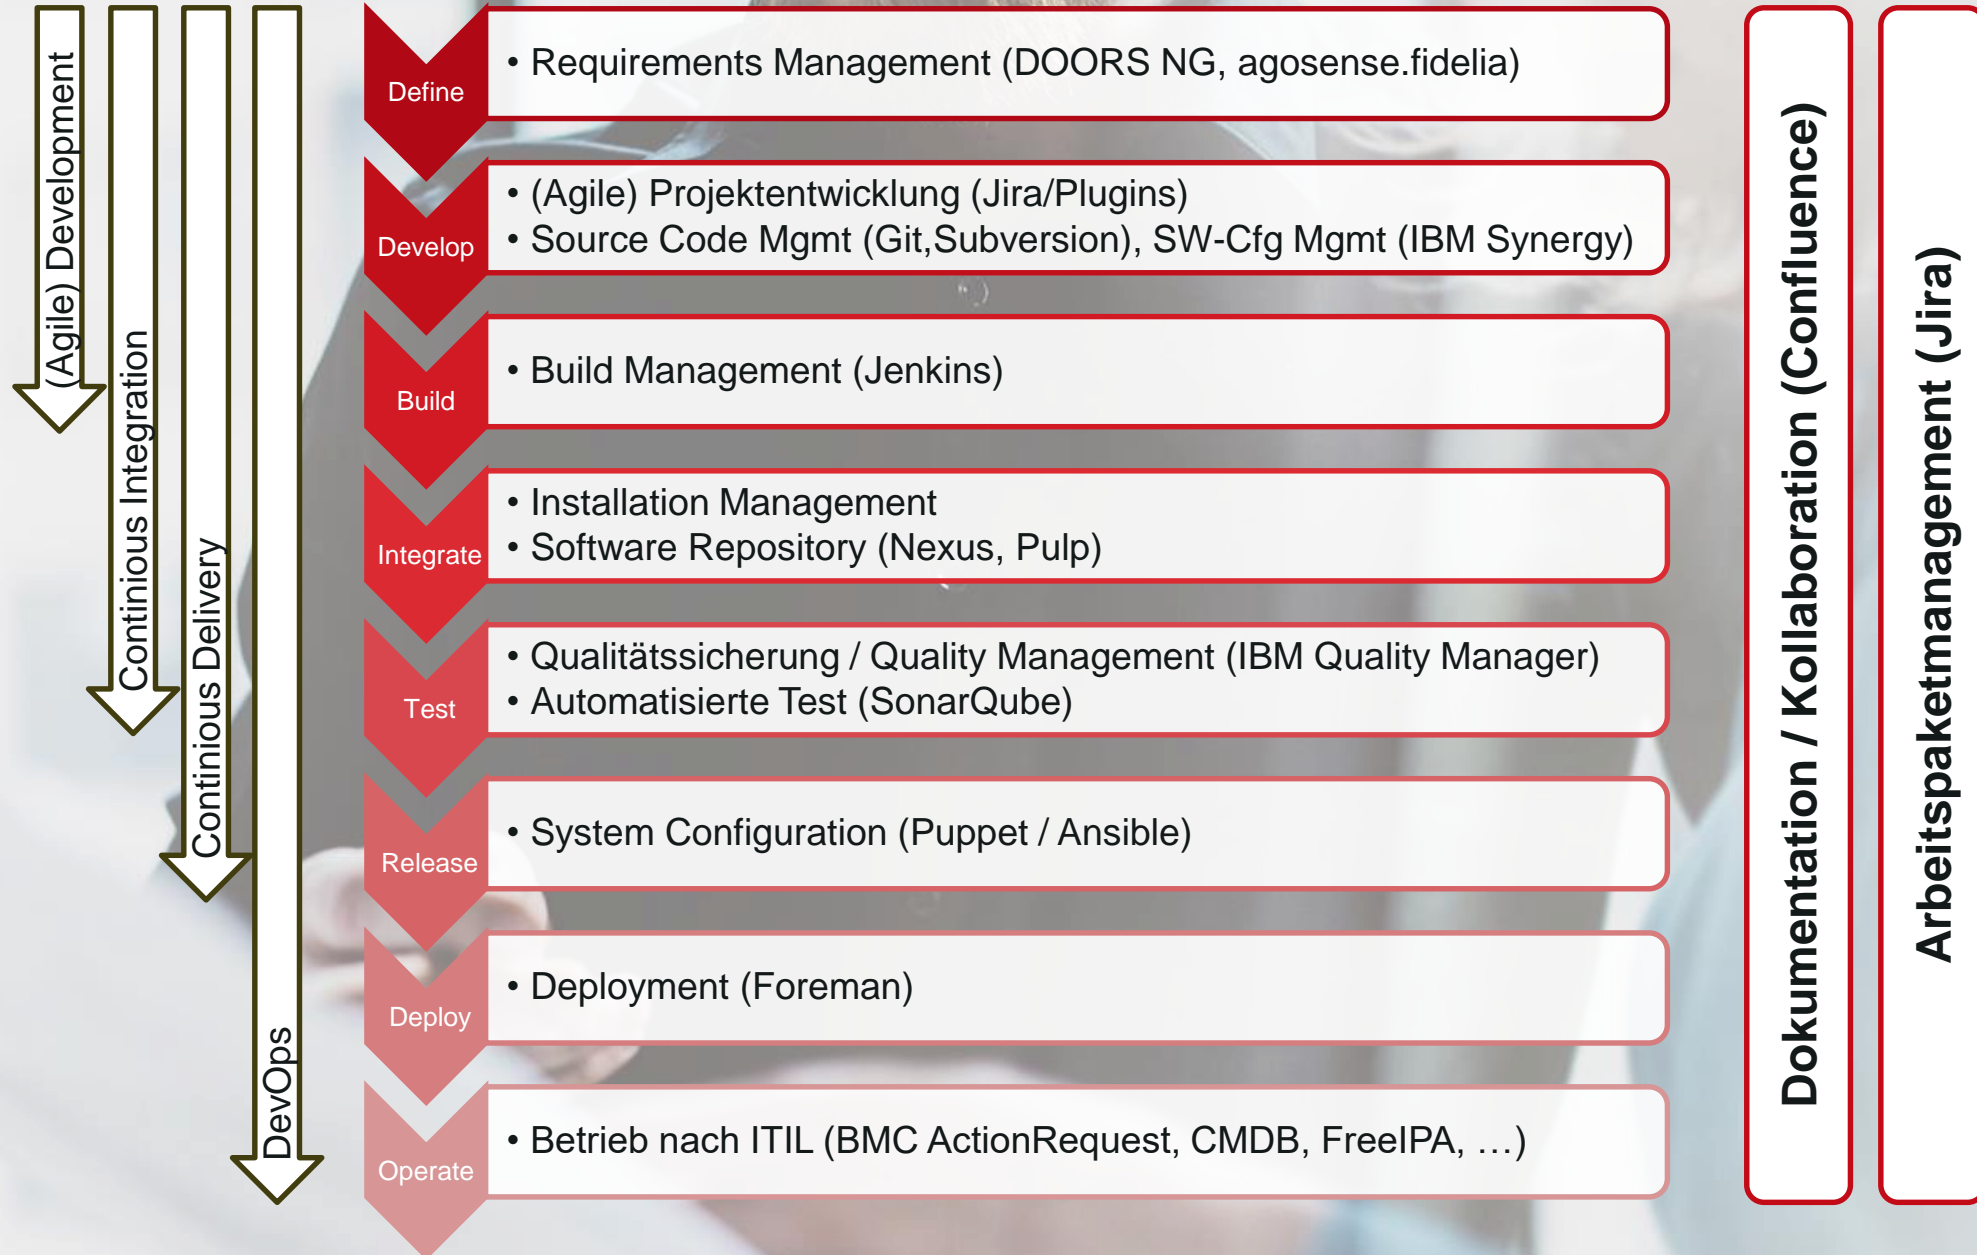 (Agile) Development
Continious Integration
Continious Delivery
DevOps
Define
• Requirements Management (DOORS NG, agosense.fidelia)
Develop
• (Agile) Projektentwicklung (Jira/Plugins)
• Source Code Mgmt (Git,Subversion), SW-Cfg Mgmt (IBM Synergy)
Build
• Build Management (Jenkins)
Integrate
• Installation Management
• Software Repository (Nexus, Pulp)
Test
• Qualitätssicherung / Quality Management (IBM Quality Manager)
• Automatisierte Test (SonarQube)
Release
• System Configuration (Puppet / Ansible)
Deploy
• Deployment (Foreman)
Operate
• Betrieb nach ITIL (BMC ActionRequest, CMDB, FreeIPA, …)
Dokumentation / Kollaboration (Confluence)
Arbeitspaketmanagement (Jira)